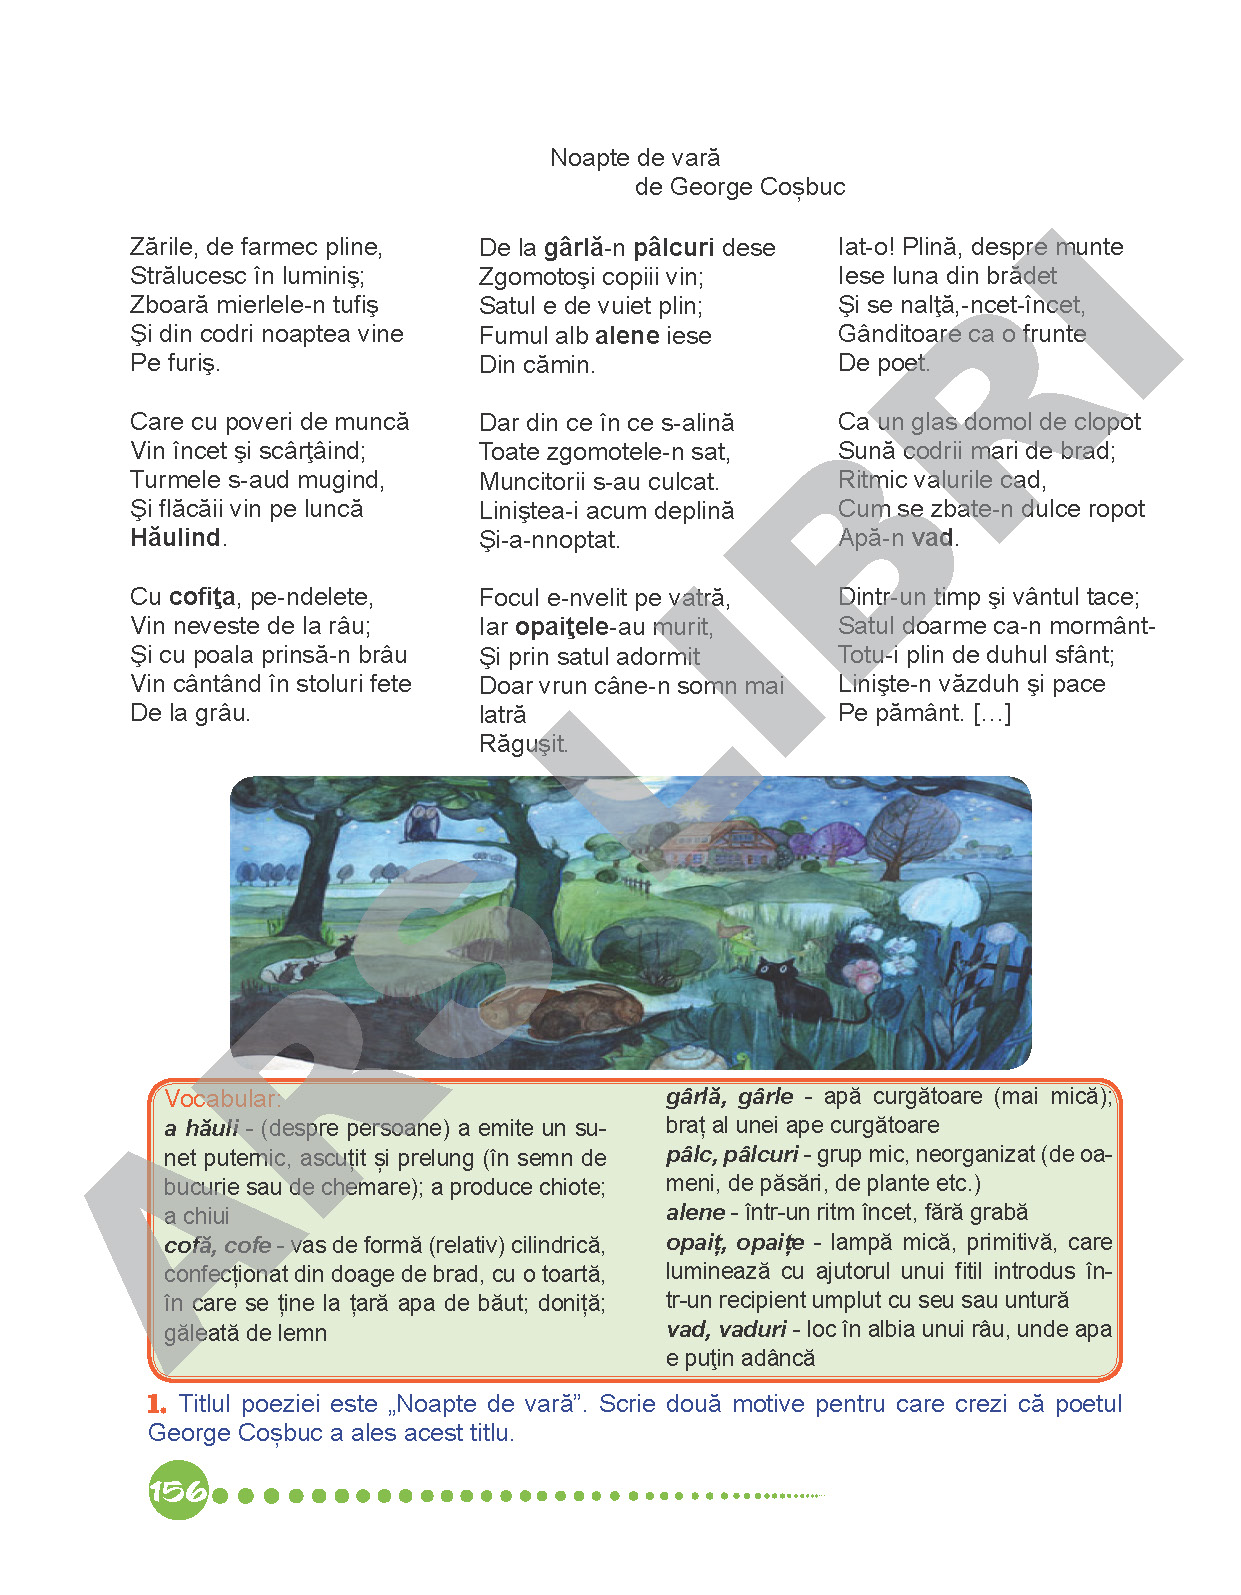 Noapte de vară
de George Coșbuc
Zările, de farmec pline,
Strălucesc în luminiş;
Zboară mierlele-n tufiş
Şi din codri noaptea vine
Pe furiş.
Care cu poveri de muncă
Vin încet şi scârţâind;
Turmele s-aud mugind,
Şi flăcăii vin pe luncă
Hăulind.
Cu cofiţa, pe-ndelete,
Vin neveste de la râu;
Şi cu poala prinsă-n brâu
Vin cântând în stoluri fete
De la grâu.
De la gârlă-n pâlcuri dese
Zgomotoşi copiii vin;
Satul e de vuiet plin;
Fumul alb alene iese
Din cămin.
Dar din ce în ce s-alină
Toate zgomotele-n sat,
Muncitorii s-au culcat.
Liniştea-i acum deplină
Şi-a-nnoptat.
Focul e-nvelit pe vatră,
Iar opaiţele-au murit,
Şi prin satul adormit
Doar vrun câne-n somn mai
latră
Răguşit.
Iat-o! Plină, despre munte
Iese luna din brădet
Şi se nalţă,-ncet-încet,
Gânditoare ca o frunte
De poet.
Ca un glas domol de clopot
Sună codrii mari de brad;
Ritmic valurile cad,
Cum se zbate-n dulce ropot
Apă-n vad.
Dintr-un timp şi vântul tace;
Satul doarme ca-n mormânt-
Totu-i plin de duhul sfânt;
Linişte-n văzduh şi pace
Pe pământ. […]
ARS LIBRI
Vocabular:
a hăuli - (despre persoane) a emite un su-
net puternic, ascuțit și prelung (în semn de
bucurie sau de chemare); a produce chiote;
a chiui
cofă, cofe - vas de formă (relativ) cilindrică,
confecționat din doage de brad, cu o toartă,
în care se ține la țară apa de băut; doniță;
găleată de lemn
gârlă, gârle - apă curgătoare (mai mică);
braț al unei ape curgătoare
pâlc, pâlcuri - grup mic, neorganizat (de oa-
meni, de păsări, de plante etc.)
alene - într-un ritm încet, fără grabă
opaiț, opaițe - lampă mică, primitivă, care
luminează cu ajutorul unui fitil introdus în-
tr-un recipient umplut cu seu sau untură
vad, vaduri - loc în albia unui râu, unde apa
e puţin adâncă
1. Titlul poeziei este „Noapte de vară”. Scrie două motive pentru care crezi că poetul
George Coșbuc a ales acest titlu.
156